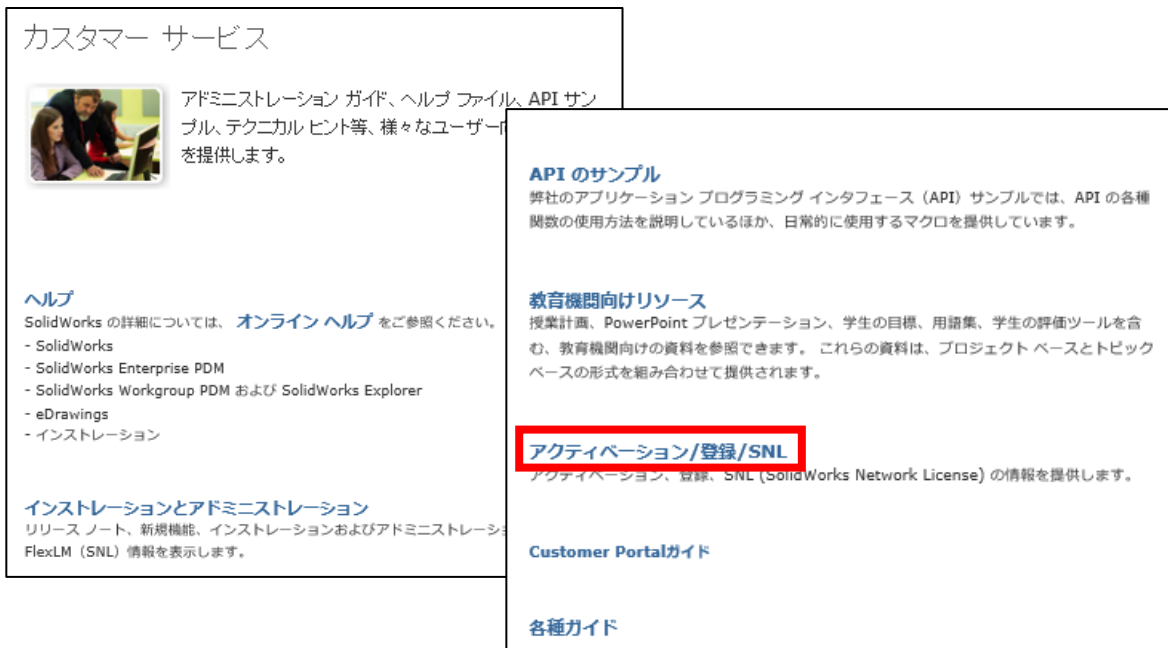 カスタマー サービス
アドミニストレーション ガイド、ヘルプ ファイル、API サン
プル、テクニカル ヒント等、様々なユーザー
を提供します。
ヘルプ
SolidWorks の詳細については、 オンライン ヘルプ をご参照ください。
- SolidWorks
- SolidWorks Enterprise PDM
- SolidWorks Workgroup PDM および SolidWorks Explorer
- eDrawings
- インストレーション
インストレーションとアドミニストレーション
リリース ノート、新規機能、インストレーションおよびアドミニストレーシ
FlexLM（SNL）情報を表示します。
API のサンプル
弊社のアプリケーション プログラミング インタフェース（API）サンプルでは、API の各種
関数の使用方法を説明しているほか、日常的に使用するマクロを提供しています。
教育機関向けリソース
授業計画、PowerPoint プレゼンテーション、学生の目標、用語集、学生の評価ツールを含
む、教育機関向けの資料を参照できます。 これらの資料は、プロジェクト ベースとトピック
ベースの形式を組み合わせて提供されます。
アクティベーション/登録/SNL
アクティベーション、登録、SNL (SolidWorks Network License) の情報を提供します。
Customer Portalガイド
各種ガイド